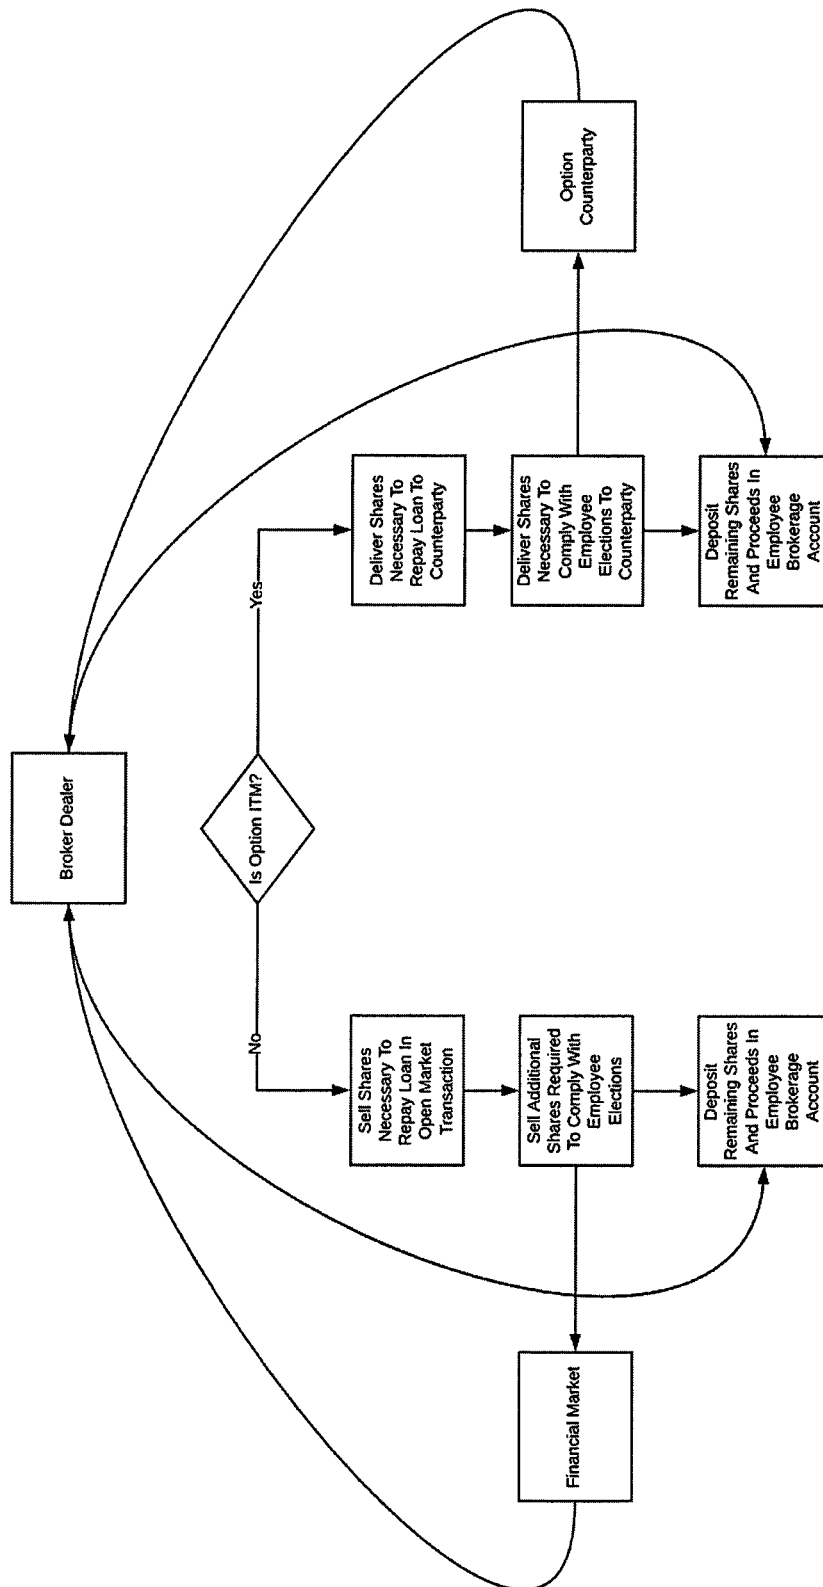 Broker Dealer
Is Option ITM?
No
Yes
Sell Shares
Necessary To
Repay Loan In
Open Market
Transaction
Deliver Shares
Necessary To
Repay Loan To
Counterparty
Sell Additional
Shares Required
To Comply With
Employee
Elections
Deliver Shares
Necessary To
Comply With
Employee
Elections To
Counterparty
Financial Market
Option
Counterparty
Deposit
Remaining Shares
And Proceeds In
Employee
Brokerage
Account
Deposit
Remaining Shares
And Proceeds In
Employee
Brokerage
Account